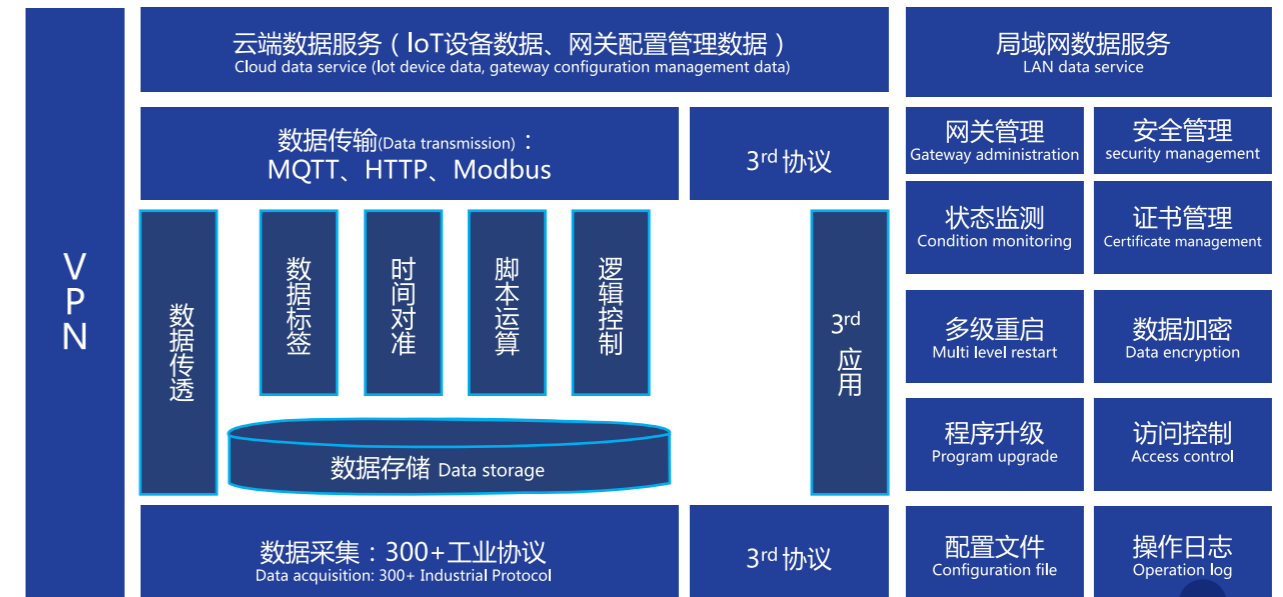 VPN
云端数据服务（IoT设备数据、网关配置管理数据）
Cloud data service (Iot device data, gateway configuration management data)
数据传输(Data transmission)：
MQTT、HTTP、Modbus
3rd 协议
数据传透
数据标签
时间对准
脚本运算
逻辑控制
3rd
应用
数据存储 Data storage
数据采集：300+工业协议
Data acquisition: 300+ Industrial Protocol
3rd 协议
局域网数据服务
LAN data service
网关管理
Gateway administration
安全管理
security management
状态监测
Condition monitoring
证书管理
Certificate management
多级重启
Multi level restart
数据加密
Data encryption
程序升级
Program upgrade
访问控制
Access control
配置文件
Configuration file
操作日志
Operation log